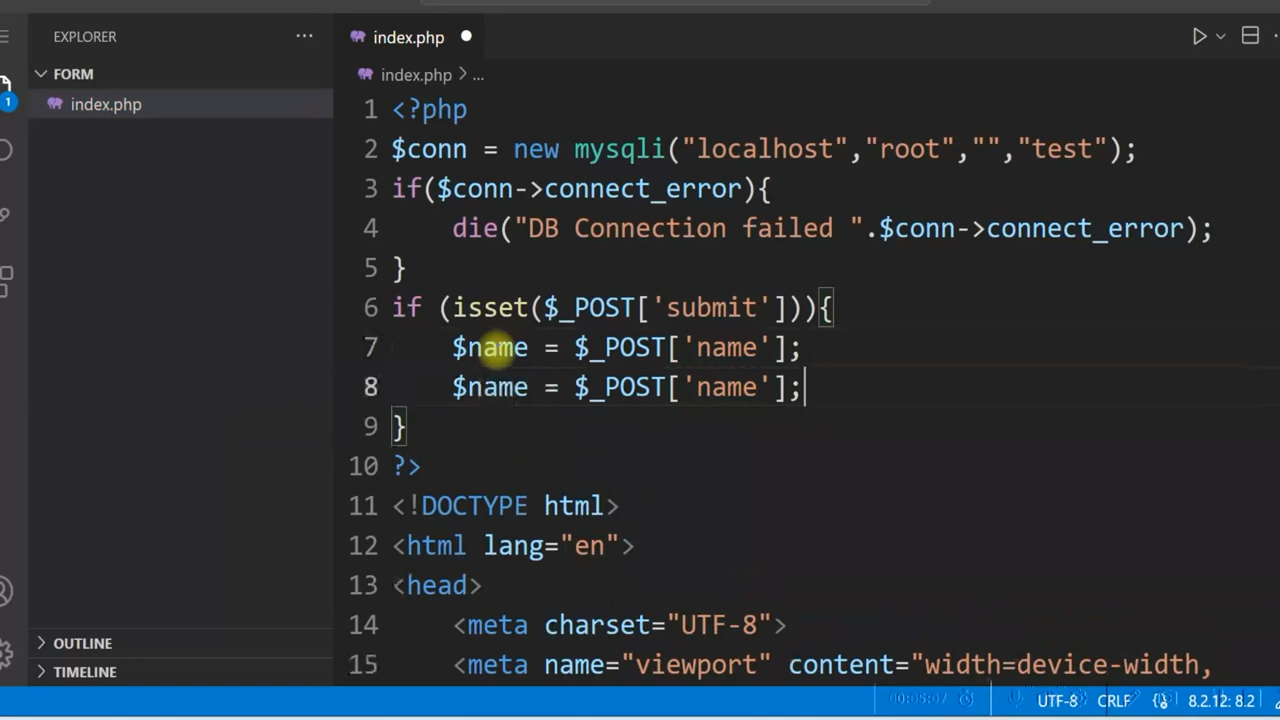 EXPLORER
FORM
index.php
1
OUTLINE
TIMELINE
index.php
index.php > ...
1 <?php
2 $conn = new mysqli("localhost","root","","test");
3 if($conn->connect_error){
4 die("DB Connection failed ".$conn->connect_error);
5 }
6 if (isset($_POST['submit'])){
7 $name = $_POST['name'];
8 $name = $_POST['name'];
9 }
10 ?>
11 <!DOCTYPE html>
12 <html lang="en">
13 <head>
14 <meta charset="UTF-8">
15 <meta name="viewport" content="width=device-width,
00:05:07
UTF-8 CRLF 8.2.12: 8.2